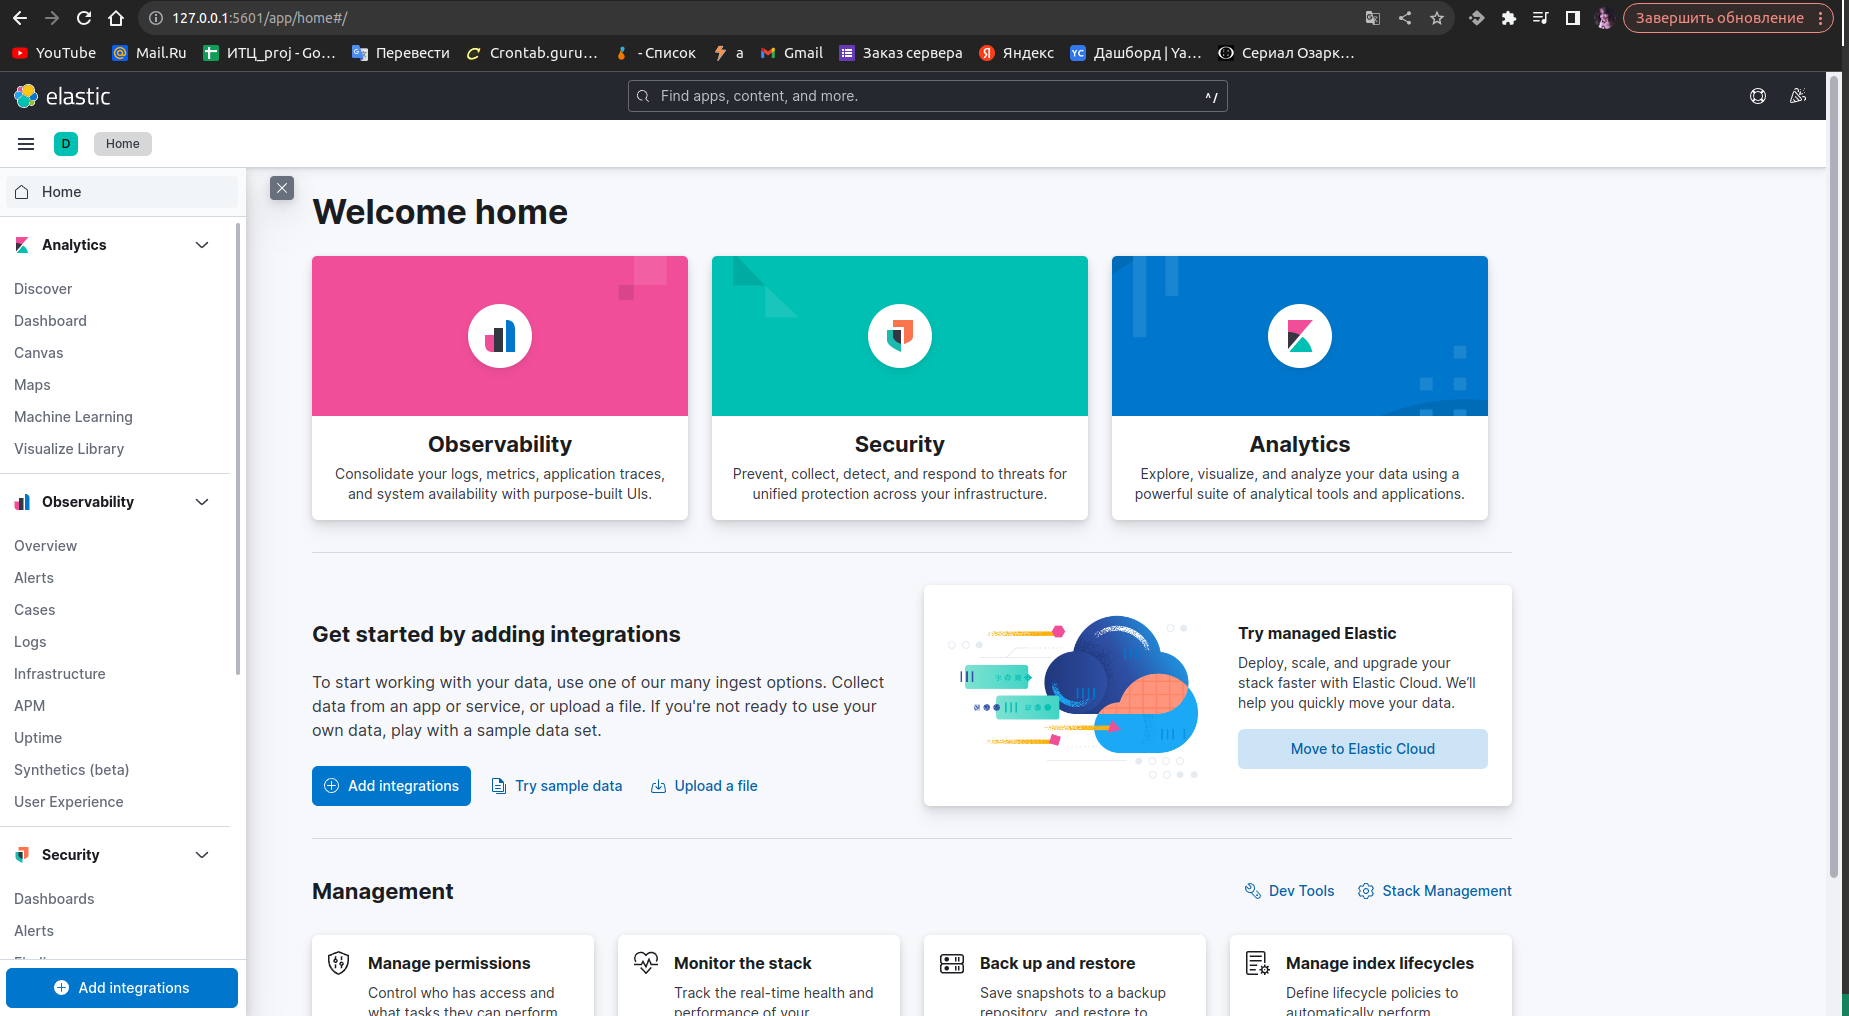 127.0.0.1:5601/app/home#/
Завершить обновление
YouTube
Mail.Ru
ИТЦ_proj - Go...
Перевести
Crontab.guru...
- Список
a
Gmail
Заказ сервера
Яндекс
Дашборд | Ya...
Сериал Озарк...
elastic
Find apps, content, and more.
^ /
D
Home
Home
Analytics
Discover
Dashboard
Canvas
Maps
Machine Learning
Visualize Library
Observability
Overview
Alerts
Cases
Logs
Infrastructure
APM
Uptime
Synthetics (beta)
User Experience
Security
Dashboards
Alerts
Add integrations
Welcome home
Observability
Consolidate your logs, metrics, application traces,
and system availability with purpose-built UIs.
Security
Prevent, collect, detect, and respond to threats for
unified protection across your infrastructure.
Analytics
Explore, visualize, and analyze your data using a
powerful suite of analytical tools and applications.
Get started by adding integrations
To start working with your data, use one of our many ingest options. Collect
data from an app or service, or upload a file. If you're not ready to use your
own data, play with a sample data set.
Add integrations
Try sample data
Upload a file
Try managed Elastic
Deploy, scale, and upgrade your
stack faster with Elastic Cloud. We'll
help you quickly move your data.
Move to Elastic Cloud
Management
Dev Tools
Stack Management
Manage permissions
Control who has access and
what tasks they can perform
Monitor the stack
Track the real-time health and
performance of your
Back up and restore
Save snapshots to a backup
repository, and restore to
Manage index lifecycles
Define lifecycle policies to
automatically perform